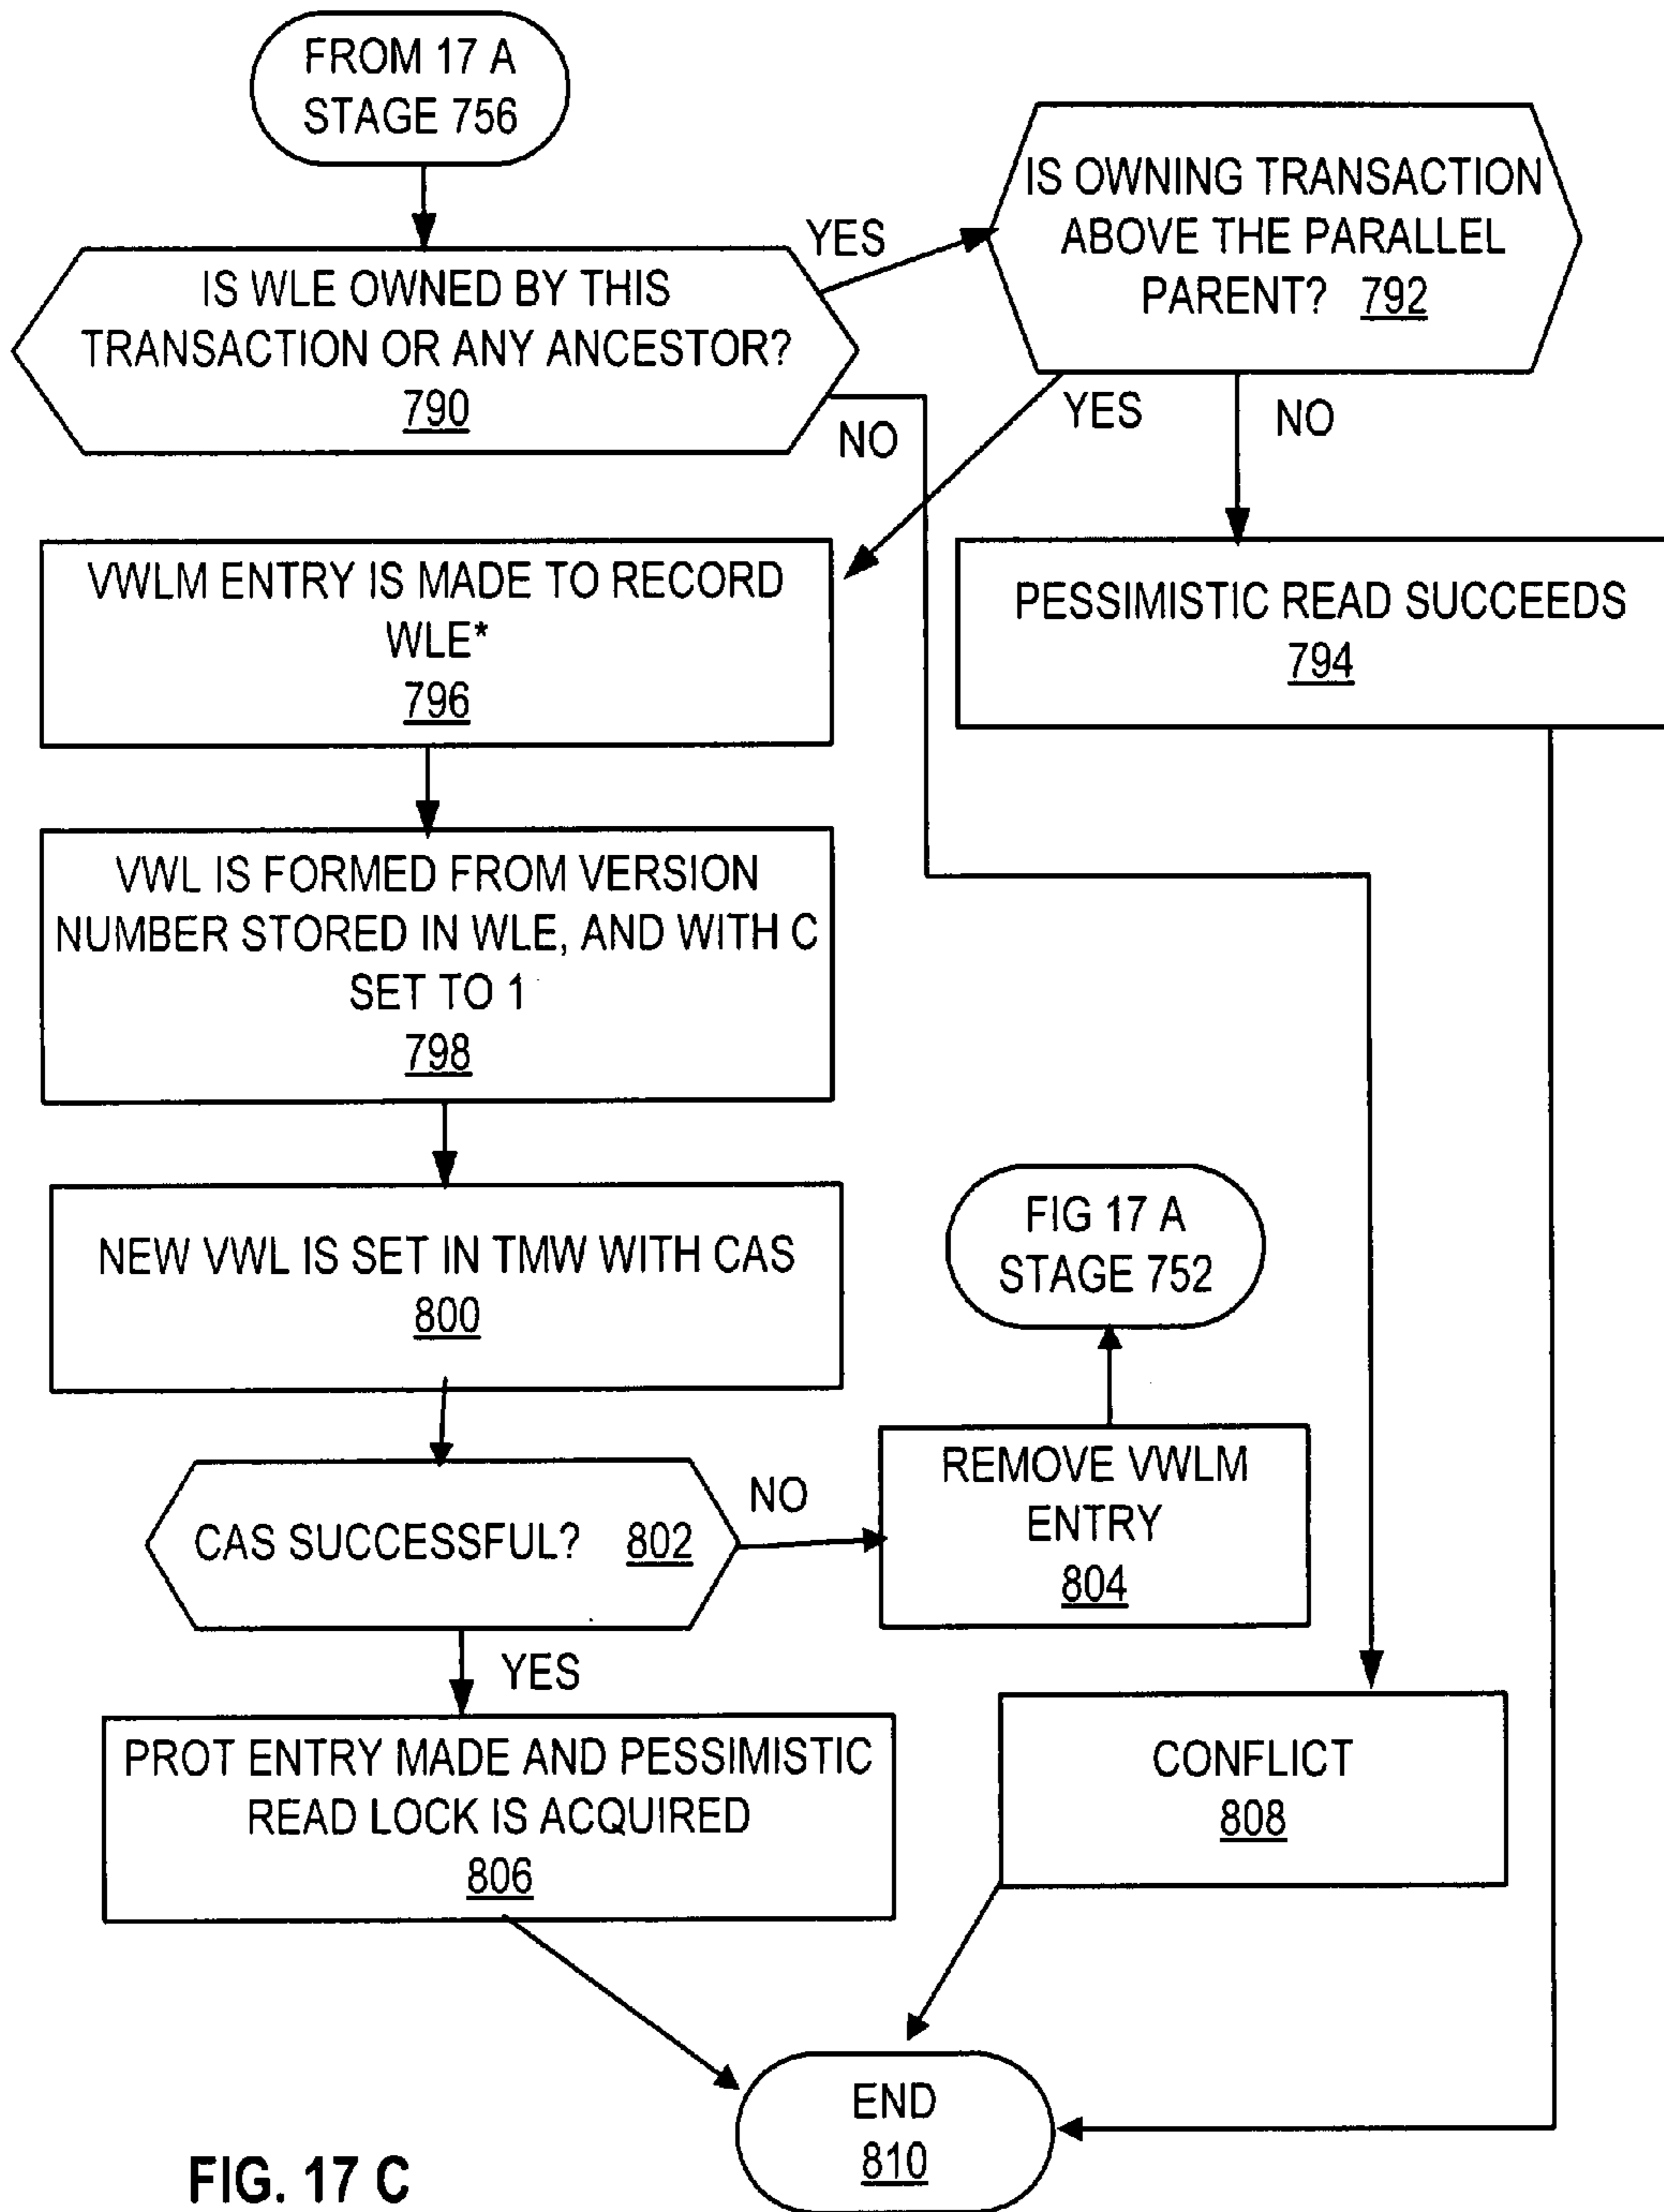 FROM 17 A
STAGE 756
IS WLE OWNED BY THIS
TRANSACTION OR ANY ANCESTOR?
790
YES
NO
IS OWNING TRANSACTION
ABOVE THE PARALLEL
PARENT? 792
YES
NO
PESSIMISTIC READ SUCCEEDS
794
VWLM ENTRY IS MADE TO RECORD
WLE*
796
VWL IS FORMED FROM VERSION
NUMBER STORED IN WLE, AND WITH C
SET TO 1
798
NEW VWL IS SET IN TMW WITH CAS
800
FIG 17 A
STAGE 752
CAS SUCCESSFUL? 802
NO
REMOVE VWLM
ENTRY
804
YES
PROT ENTRY MADE AND PESSIMISTIC
READ LOCK IS ACQUIRED
806
CONFLICT
808
END
810
FIG. 17 C